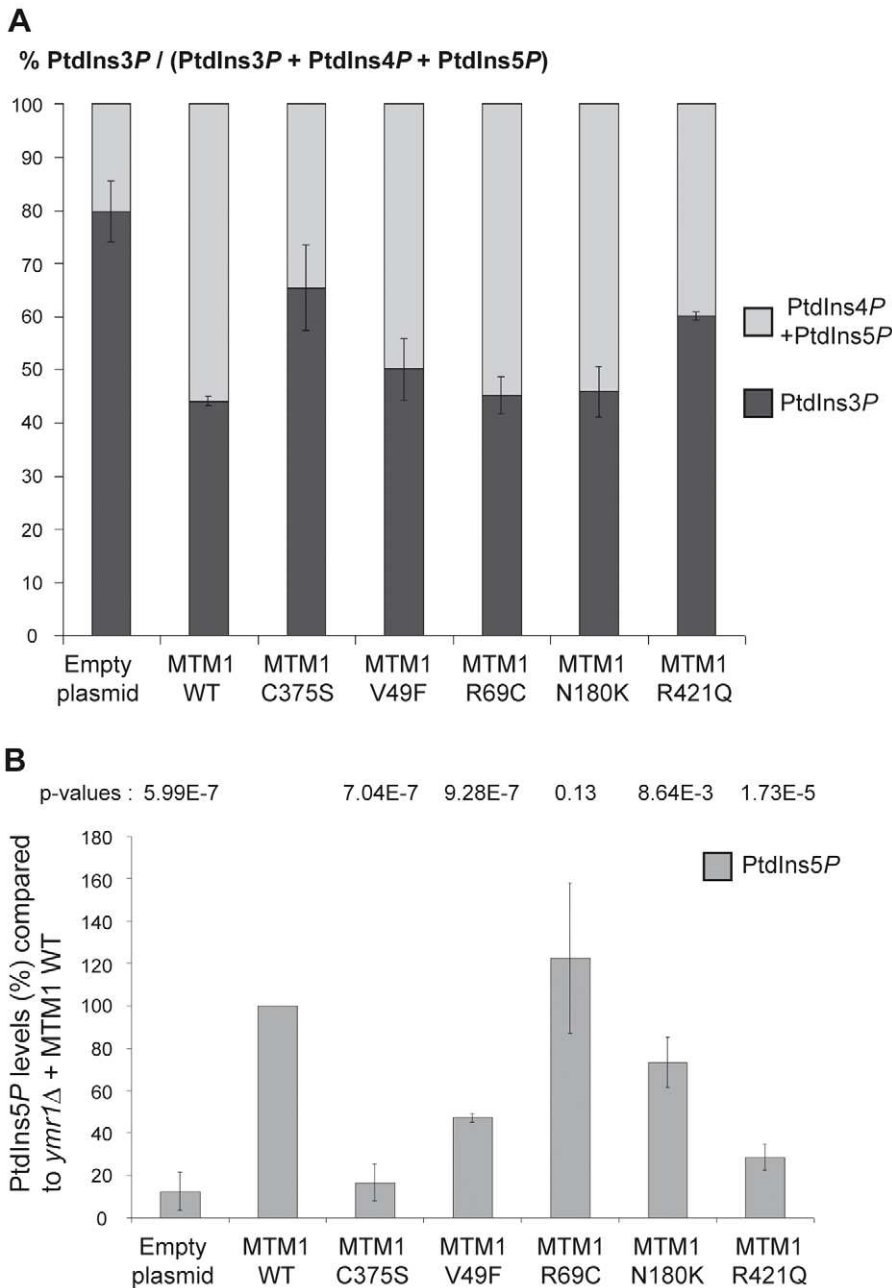 A
% PtdIns3P / (PtdIns3P + PtdIns4P + PtdIns5P)
100
90
80
70
60
50
40
30
20
10
0
PtdIns4P
+PtdIns5P
PtdIns3P
Empty plasmid
MTM1 WT
MTM1 C375S
MTM1 V49F
MTM1 R69C
MTM1 N180K
MTM1 R421Q
B
p-values : 5.99E-7 7.04E-7 9.28E-7 0.13 8.64E-3 1.73E-5
PtdIns5P levels (%) compared
to ymr1Δ + MTM1 WT
180
160
140
120
100
80
60
40
20
0
PtdIns5P
Empty plasmid
MTM1 WT
MTM1 C375S
MTM1 V49F
MTM1 R69C
MTM1 N180K
MTM1 R421Q